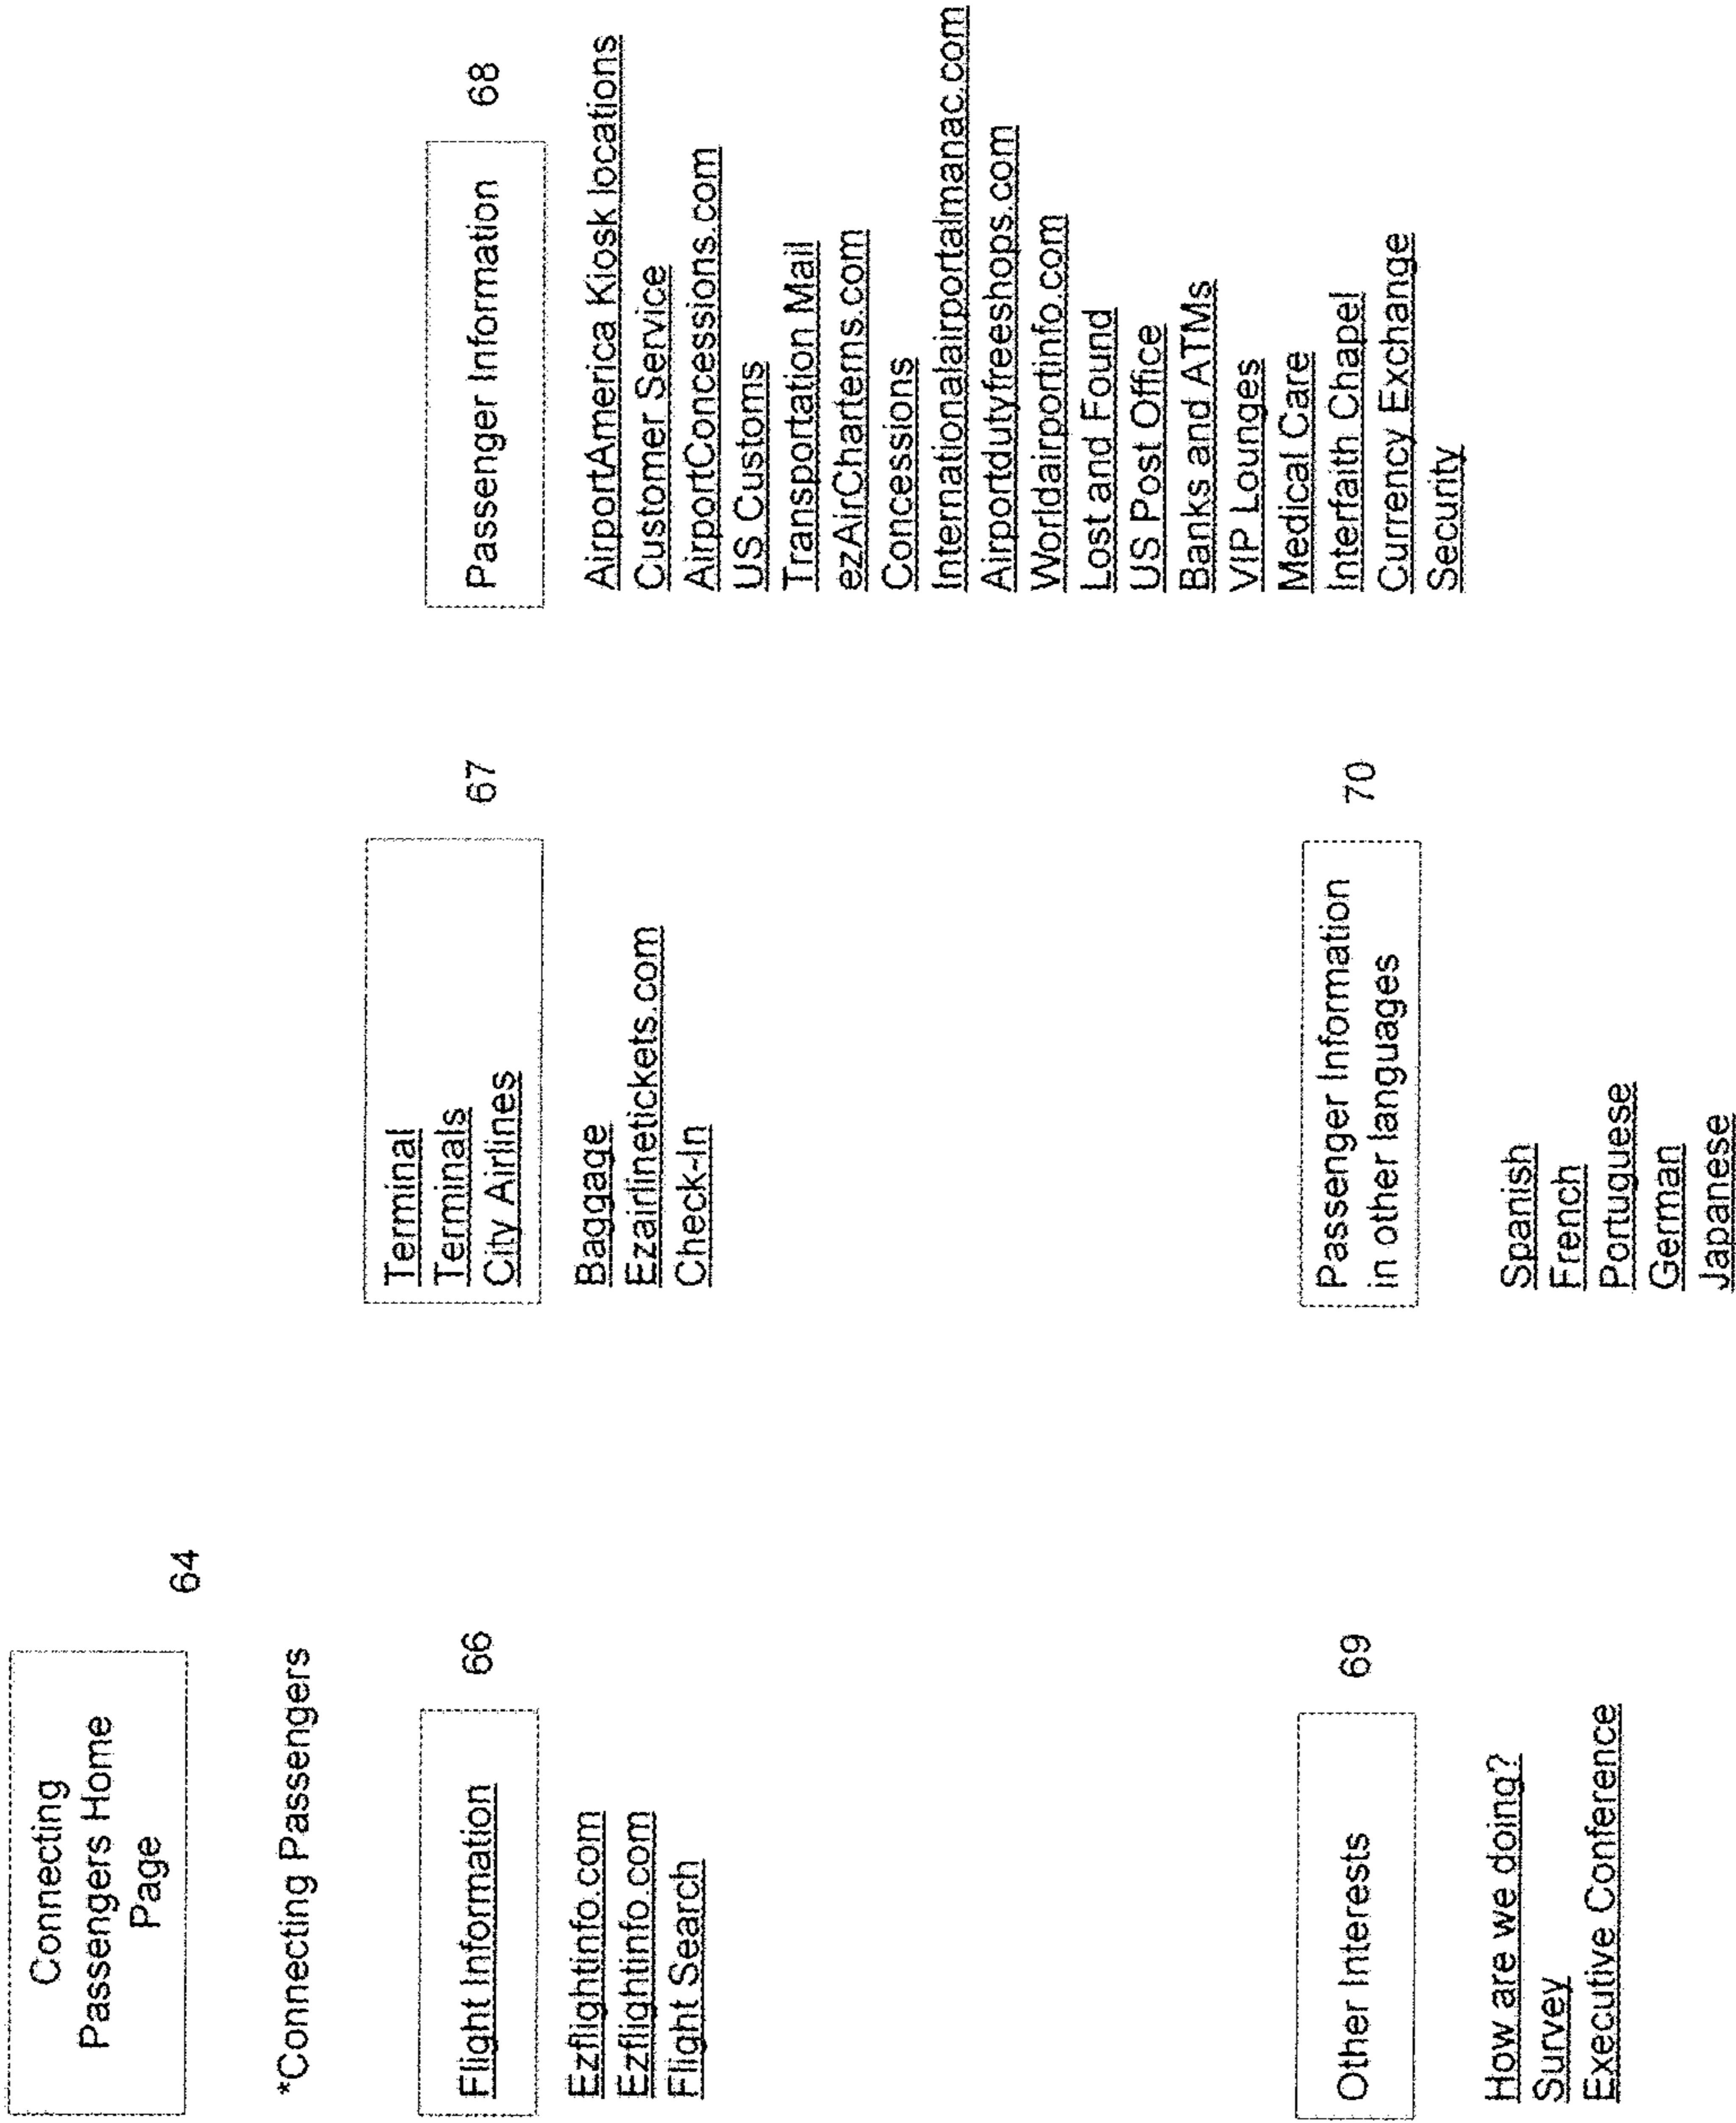 Connecting
Passengers Home
Page
64
*Connecting Passengers
Flight Information
66
Ezflightinfo.com
Ezflightinfo.com
Flight Search
Terminal
Terminals
City Airlines
67
Baggage
Ezairlinetickets.com
Check-In
Passenger Information
68
AirportAmerica Kiosk locations
Customer Service
AirportConcessions.com
US Customs
Transportation Mail
ezAirCharterns.com
Concessions
Internationalairportalmanac.com
Airportdutyfreeshops.com
Worldairportinfo.com
Lost and Found
US Post Office
Banks and ATMs
VIP Lounges
Medical Care
Interfaith Chapel
Currency Exchange
Security
Other Interests
69
How are we doing?
Survey
Executive Conference
Passenger Information
in other languages
70
Spanish
French
Portuguese
German
Japanese